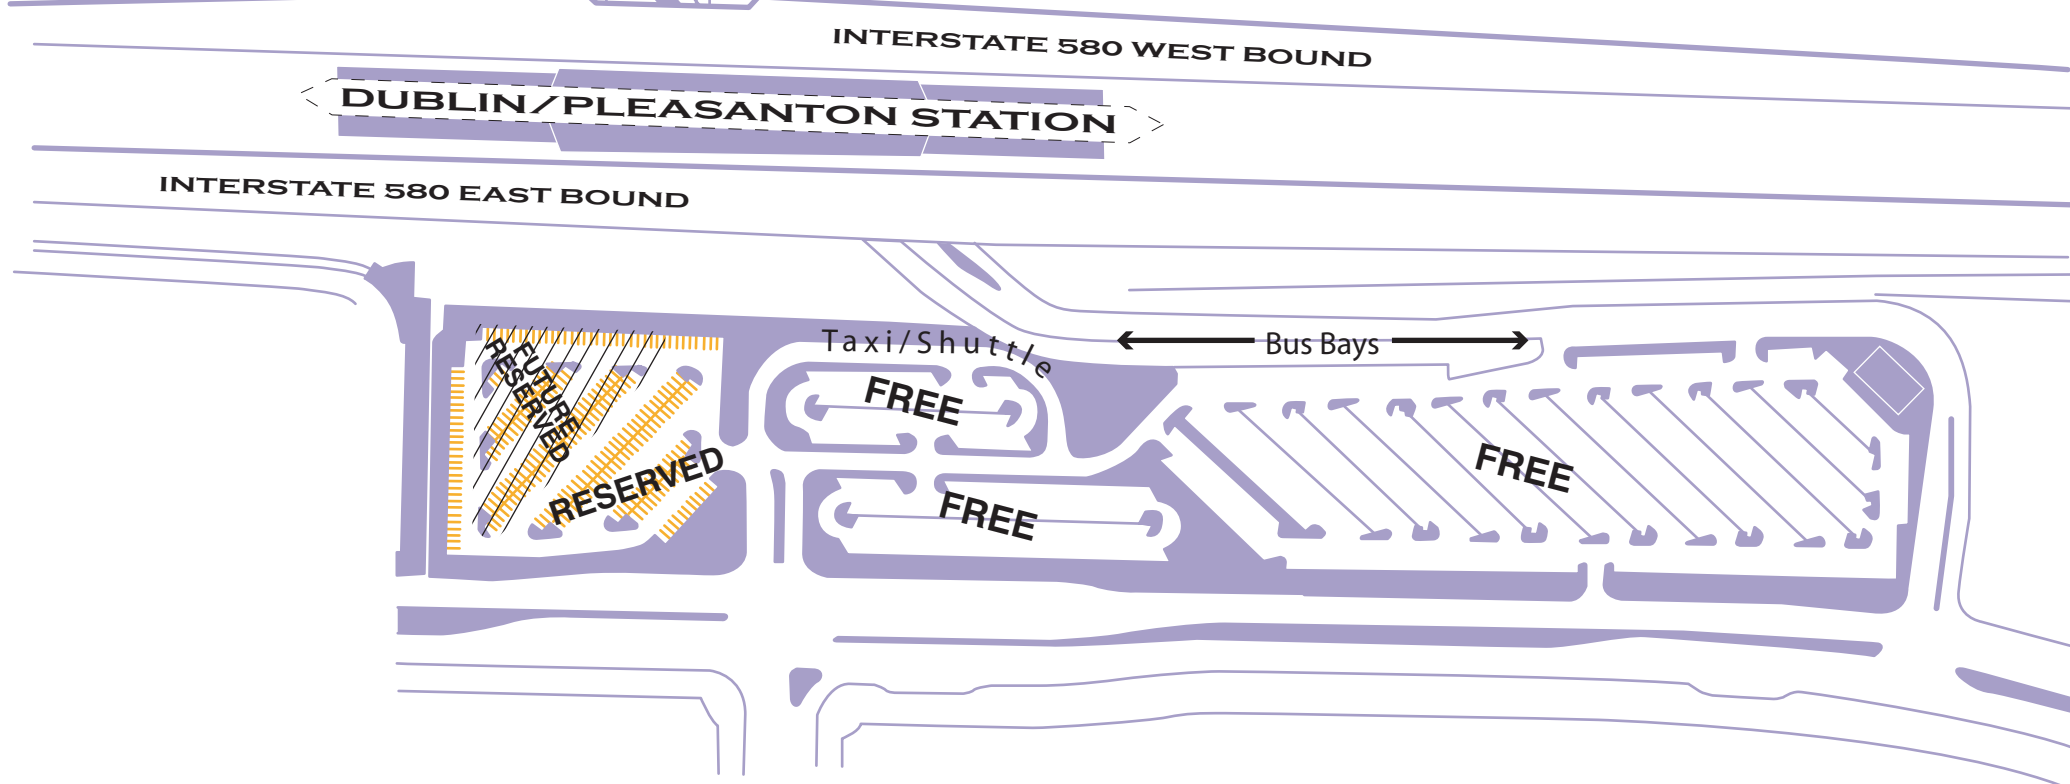 INTERSTATE 580 WEST BOUND
DUBLIN/PLEASANTON STATION
INTERSTATE 580 EAST BOUND
Taxi/Shuttle
Bus Bays
FUTURE
RESERVED
RESERVED
FREE
FREE
FREE